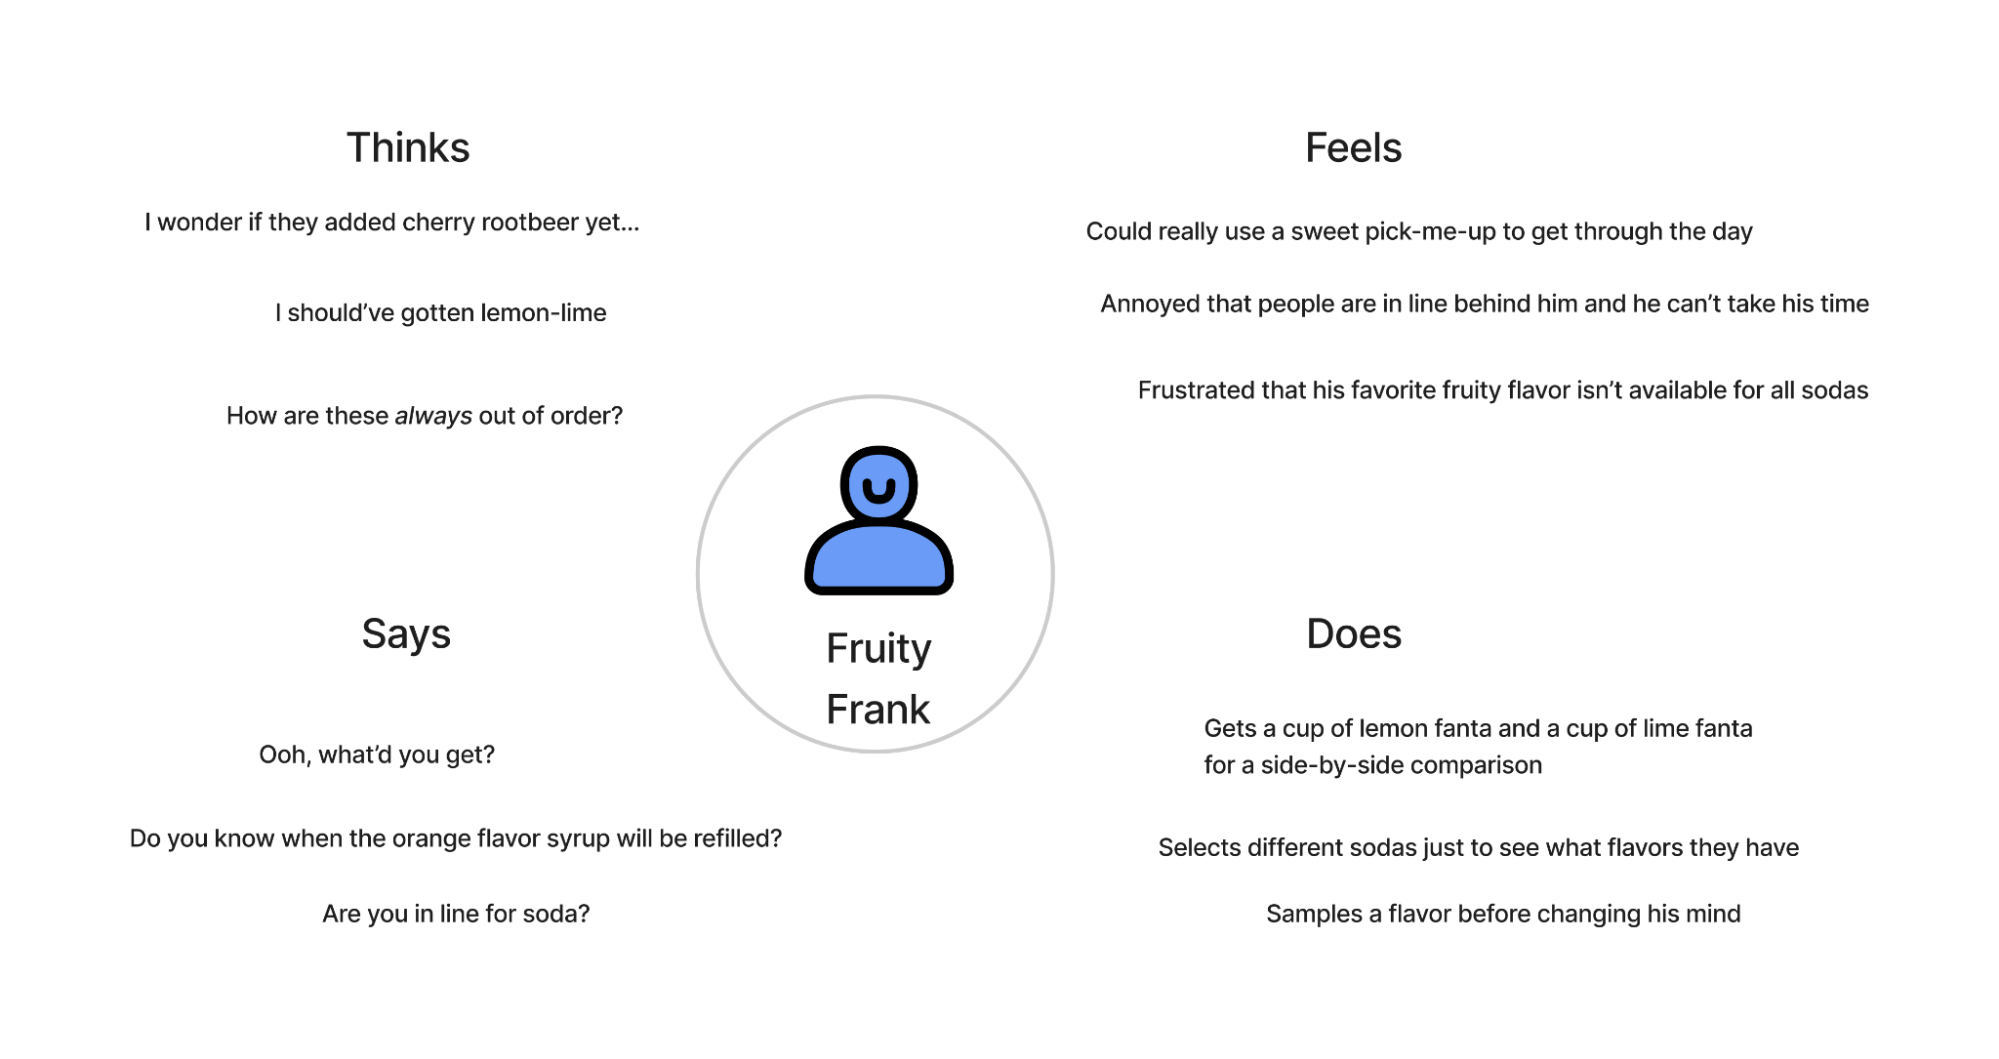 Thinks
I wonder if they added cherry rootbeer yet...
I should’ve gotten lemon-lime
How are these always out of order?
Feels
Could really use a sweet pick-me-up to get through the day
Annoyed that people are in line behind him and he can’t take his time
Frustrated that his favorite fruity flavor isn’t available for all sodas
Fruity
Frank
Says
Ooh, what’d you get?
Do you know when the orange flavor syrup will be refilled?
Are you in line for soda?
Does
Gets a cup of lemon fanta and a cup of lime fanta
for a side-by-side comparison
Selects different sodas just to see what flavors they have
Samples a flavor before changing his mind